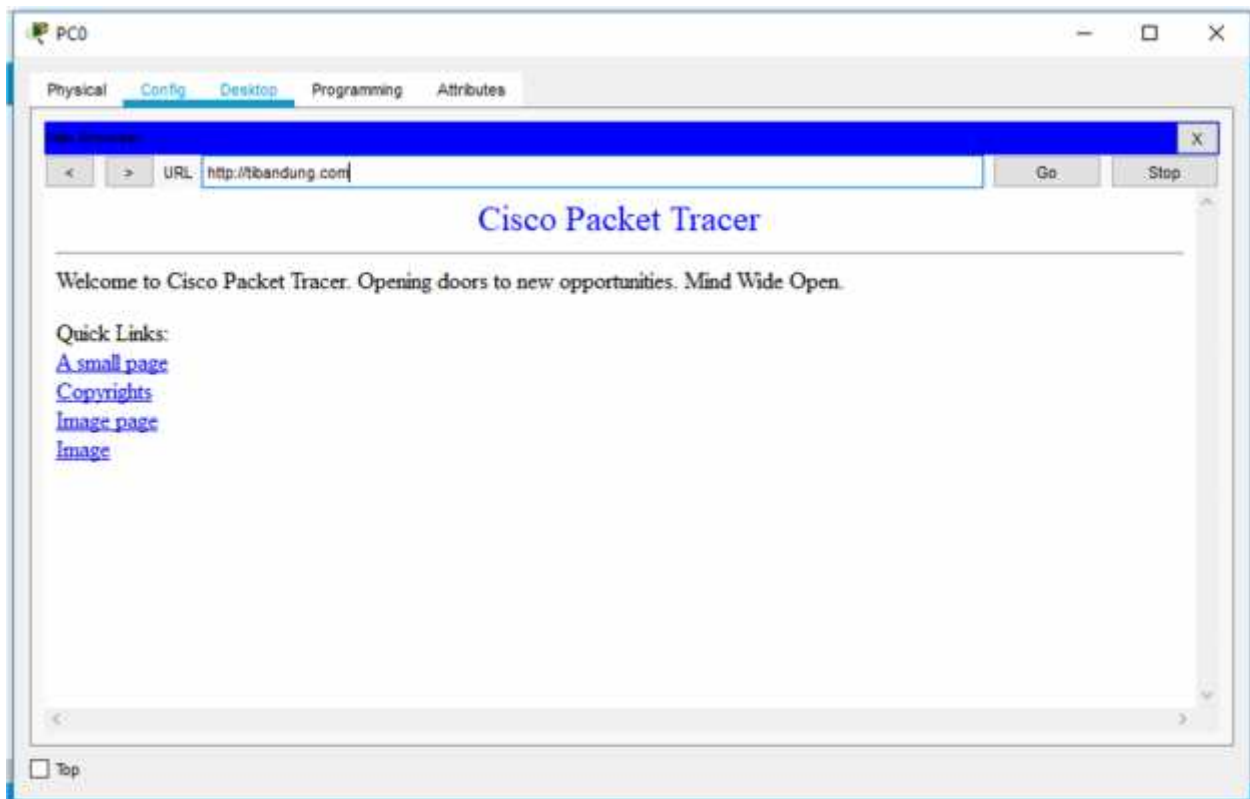 PC0
Physical Config Desktop Programming Attributes
X
< > URL http://tibandung.com Go Stop
Cisco Packet Tracer
Welcome to Cisco Packet Tracer. Opening doors to new opportunities. Mind Wide Open.
Quick Links:
A small page
Copyrights
Image page
Image
Top